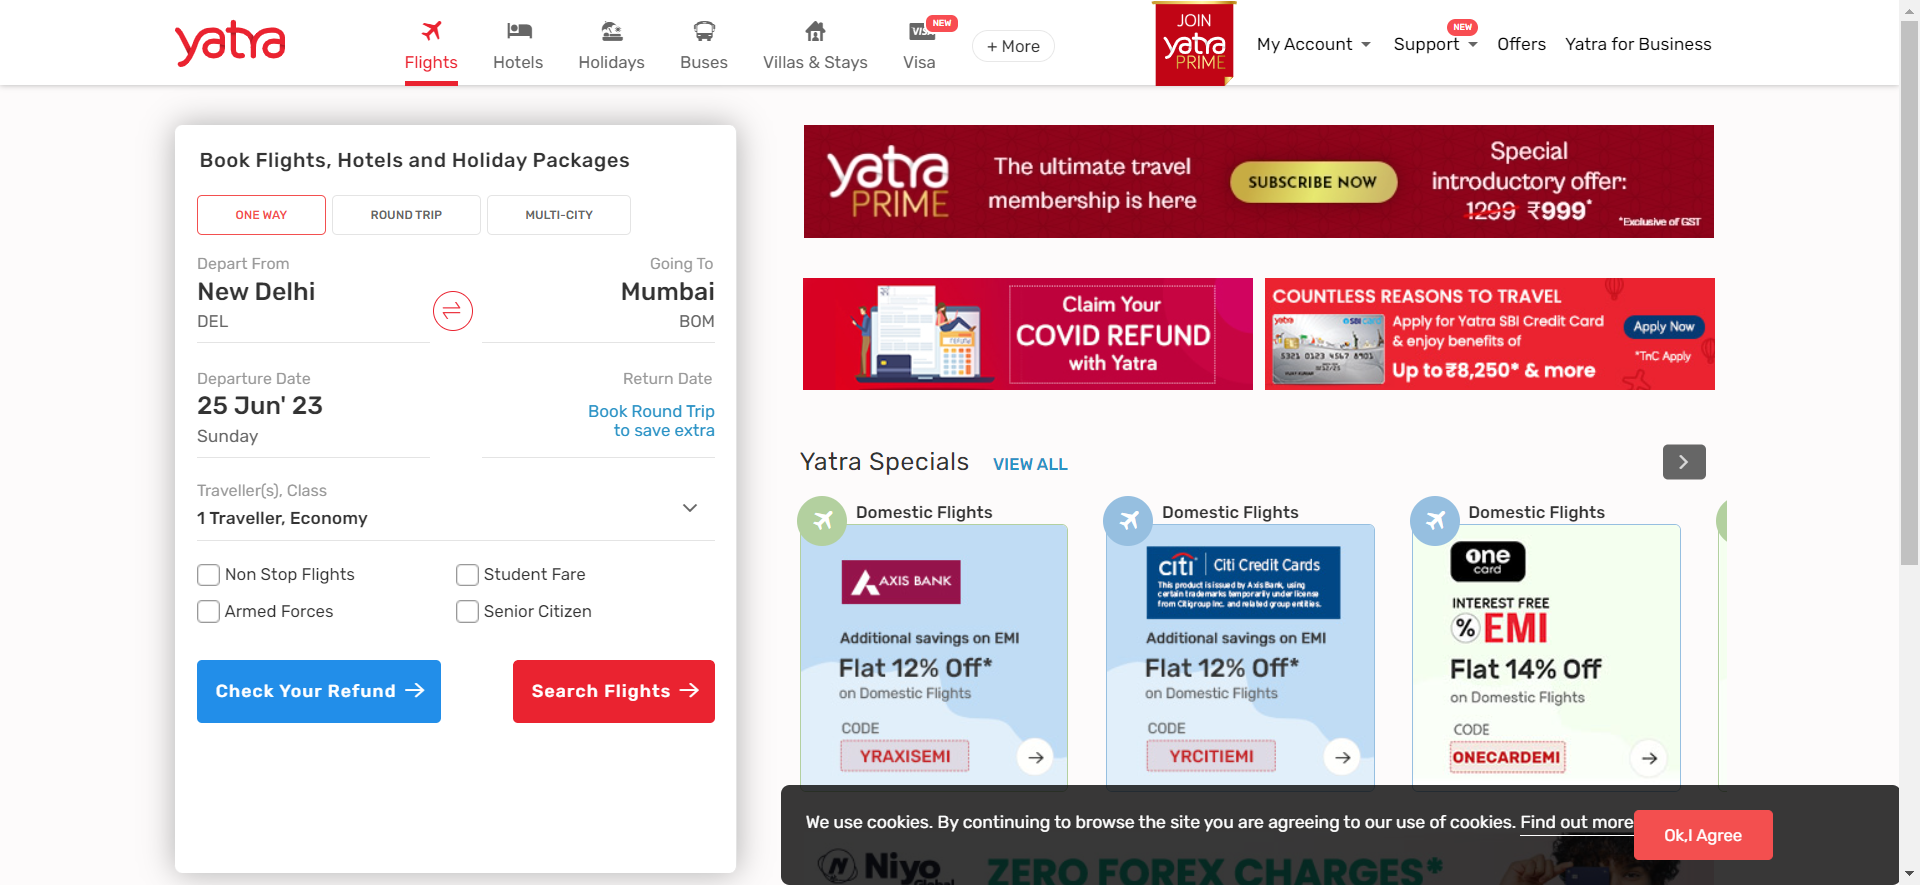 yatra
Flights
Hotels
Holidays
Buses
Villas & Stays
VISA
NEW
Visa
+ More
JOIN
yatra
PRIME
My Account
NEW
Support
Offers
Yatra for Business
Book Flights, Hotels and Holiday Packages
ONE WAY
ROUND TRIP
MULTI-CITY
Depart From
New Delhi
DEL
Going To
Mumbai
BOM
Departure Date
25 Jun' 23
Sunday
Return Date
Book Round Trip
to save extra
Traveller(s), Class
1 Traveller, Economy
Non Stop Flights
Student Fare
Armed Forces
Senior Citizen
Check Your Refund
Search Flights
yatra
PRIME
The ultimate travel
membership is here
SUBSCRIBE NOW
Special
introductory offer:
1299 ₹999*
*Exclusive of GST
REFUND
Claim Your
COVID REFUND
with Yatra
COUNTLESS REASONS TO TRAVEL
yatra
SBI card
5321 0123 4567 8901
Apply for Yatra SBI Credit Card
& enjoy benefits of
Up to ₹8,250* & more
Apply Now
*TnC Apply
Yatra Specials
VIEW ALL
Domestic Flights
AXIS BANK
Additional savings on EMI
Flat 12% Off*
on Domestic Flights
CODE
YRAXISEMI
Domestic Flights
citi
Citi Credit Cards
This product is issued by Axis Bank, using
certain trademarks temporarily under license
from Citigroup Inc. and related group entities.
Additional savings on EMI
Flat 12% Off*
on Domestic Flights
CODE
YRCITIEMI
Domestic Flights
one
card
INTEREST FREE
% EMI
Flat 14% Off
on Domestic Flights
CODE
ONECARDEMI
We use cookies. By continuing to browse the site you are agreeing to our use of cookies. Find out more
Ok,I Agree
Niyo
Global
ZERO FOREX CHARGES*